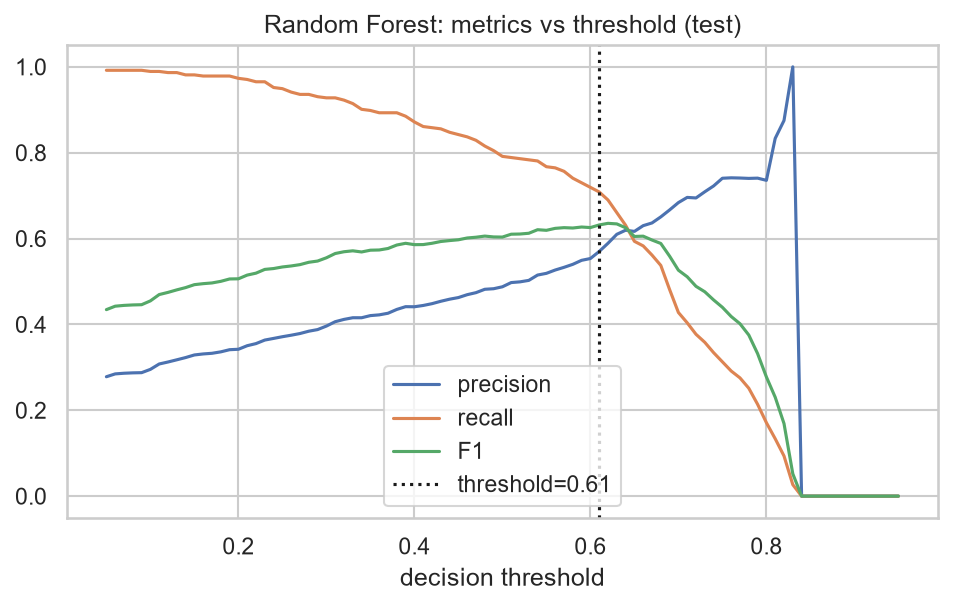 Random Forest: metrics vs threshold (test)
1.0
0.8
0.6
0.4
0.2
0.0
precision
recall
F1
threshold=0.61
0.2 0.4 0.6 0.8
decision threshold